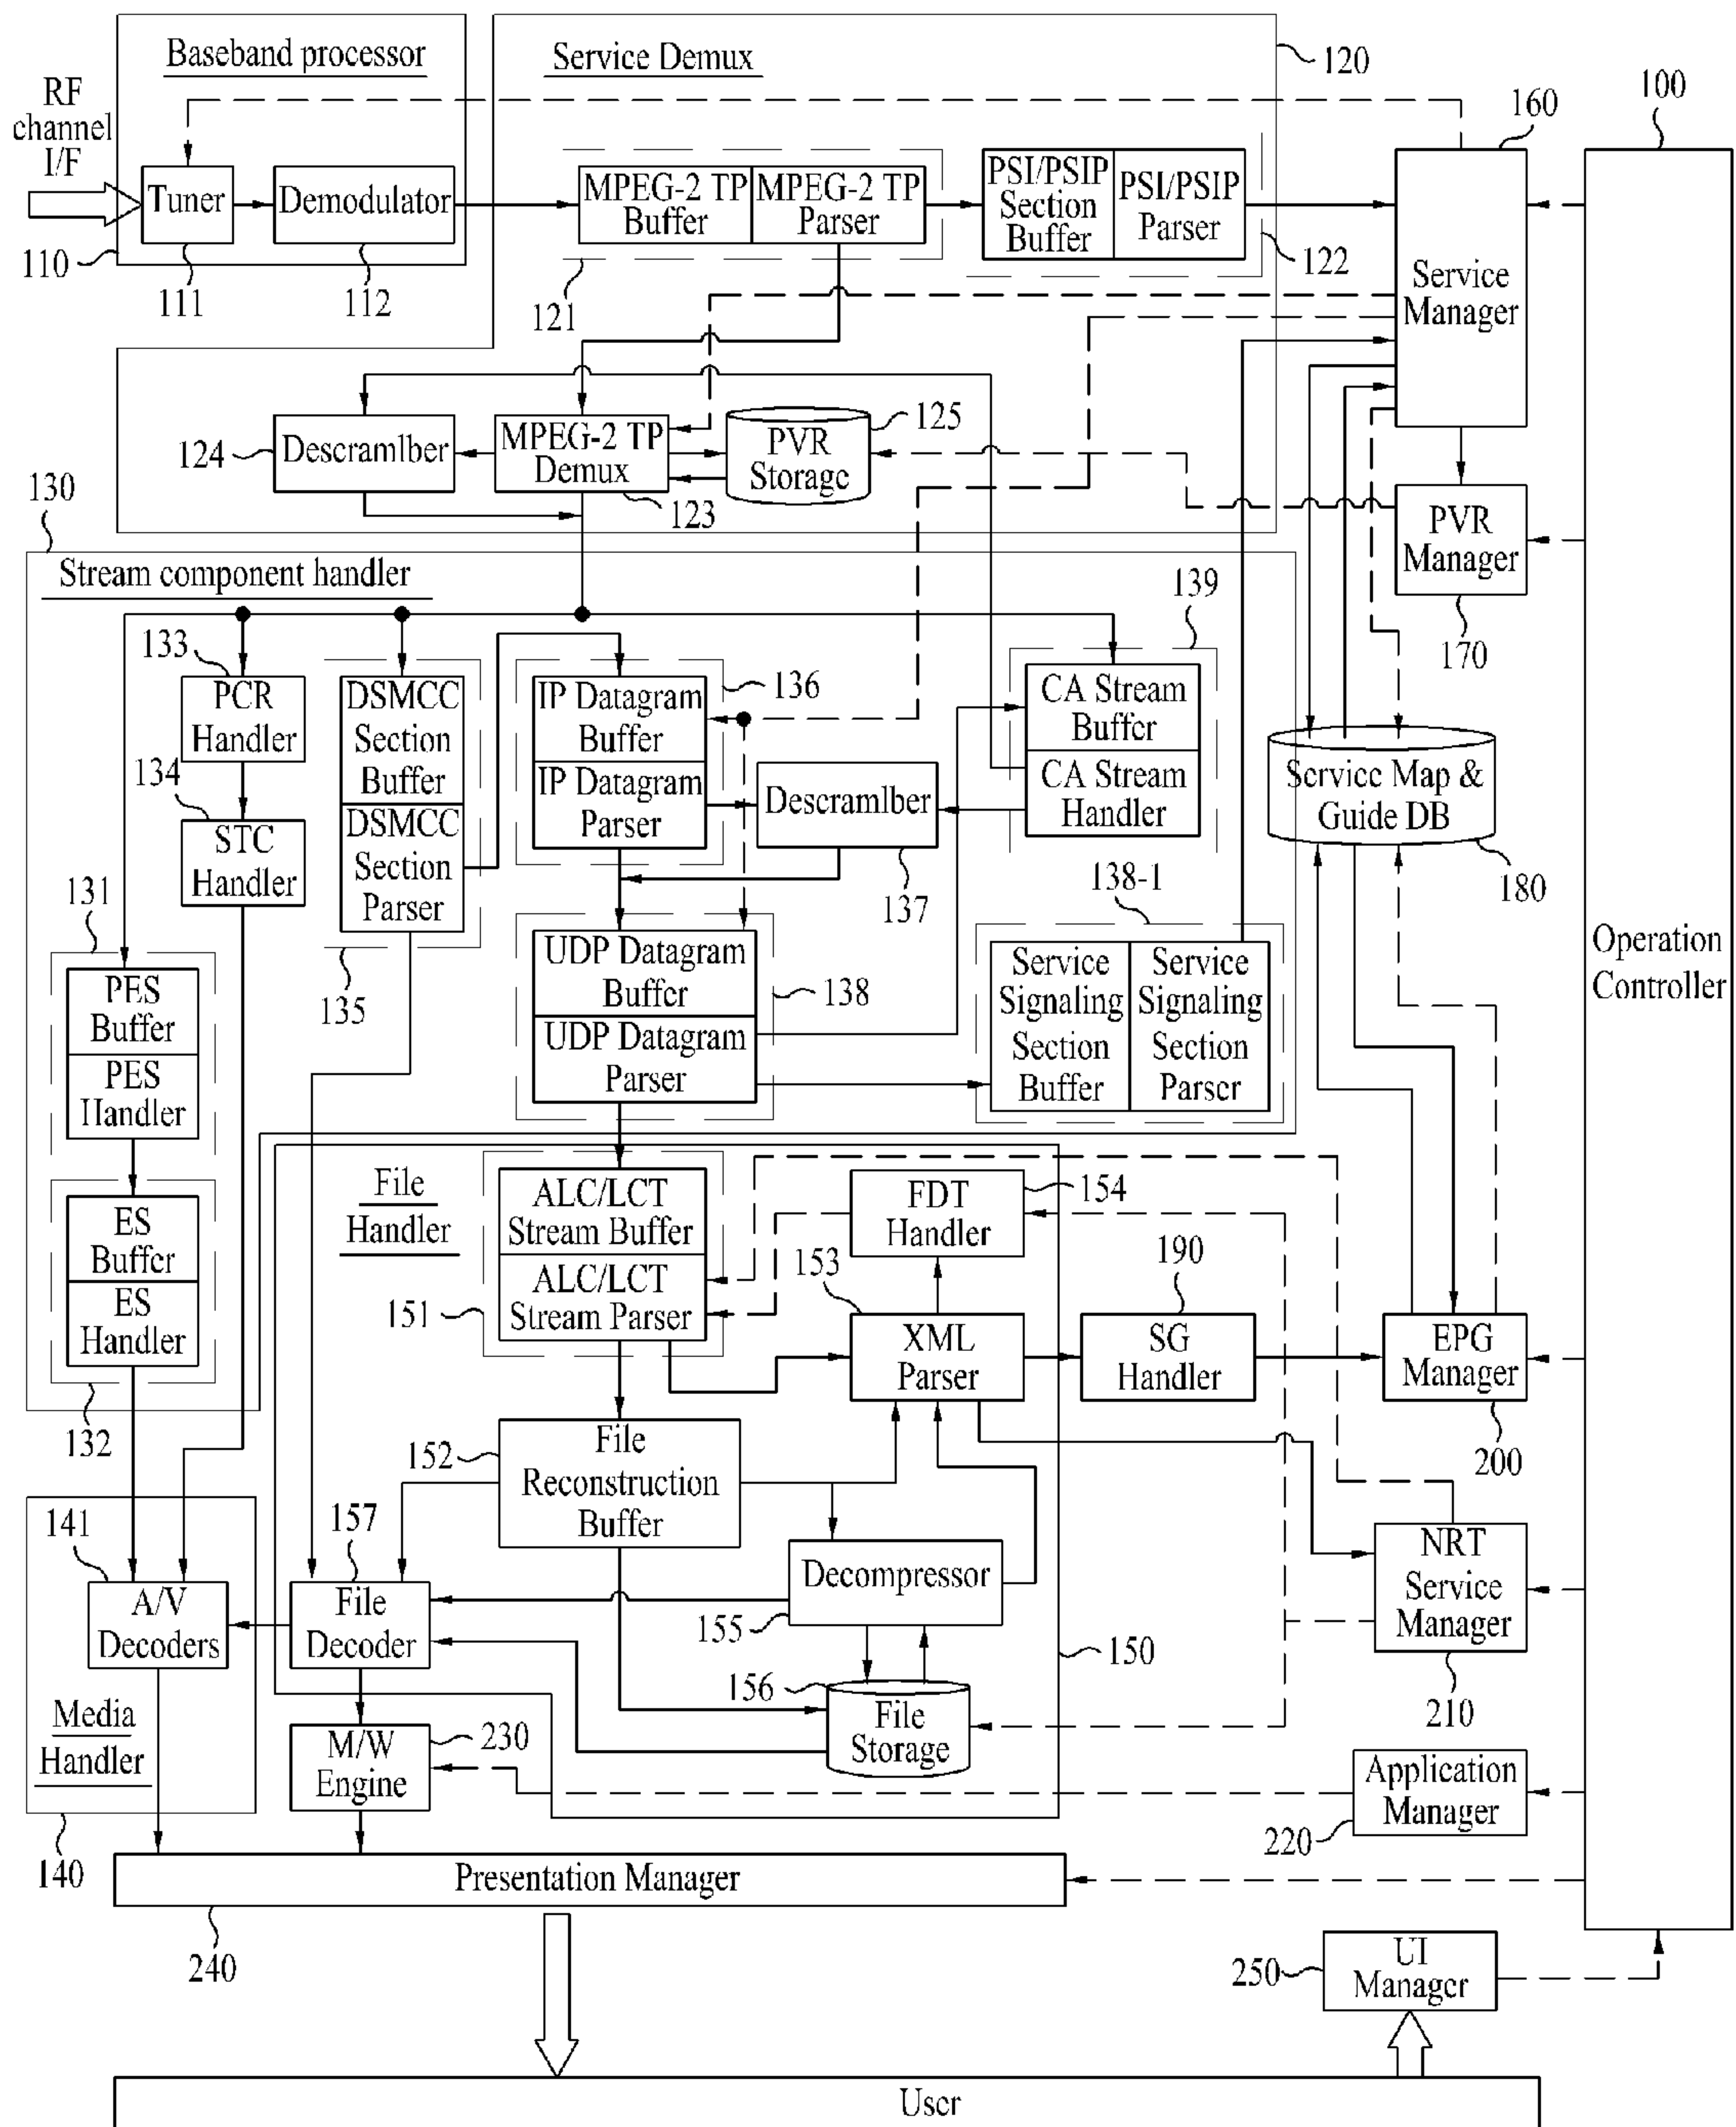 Baseband processor
Service Demux
120
RF
channel
I/F
160
100
Tuner
Demodulator
MPEG-2 TP
Buffer
MPEG-2 TP
Parser
PSI/PSIP
Section
Buffer
PSI/PSIP
Parser
110
111
112
121
122
Service
Manager
124
Descramlber
MPEG-2 TP
Demux
123
PVR
Storage
125
130
PVR
Manager
170
Stream component handler
139
133
PCR
Handler
DSMCC
Section
Buffer
DSMCC
Section
Parser
135
IP Datagram
Buffer
IP Datagram
Parser
136
CA Stream
Buffer
CA Stream
Handler
134
STC
Handler
Descramlber
137
Service Map &
Guide DB
180
138-1
131
PES
Buffer
PES
Handler
UDP Datagram
Buffer
UDP Datagram
Parser
138
Service
Signaling
Section
Buffer
Service
Signaling
Section
Parser
Operation
Controller
ES
Buffer
ES
Handler
132
File
Handler
ALC/LCT
Stream Buffer
ALC/LCT
Stream Parser
151
FDT
Handler
154
153
XML
Parser
190
SG
Handler
EPG
Manager
200
152
File
Reconstruction
Buffer
141
A/V
Decoders
157
File
Decoder
Decompressor
155
NRT
Service
Manager
210
150
156
File
Storage
Media
Handler
140
M/W
Engine
230
Application
Manager
220
Presentation Manager
240
250
UI
Manager
User